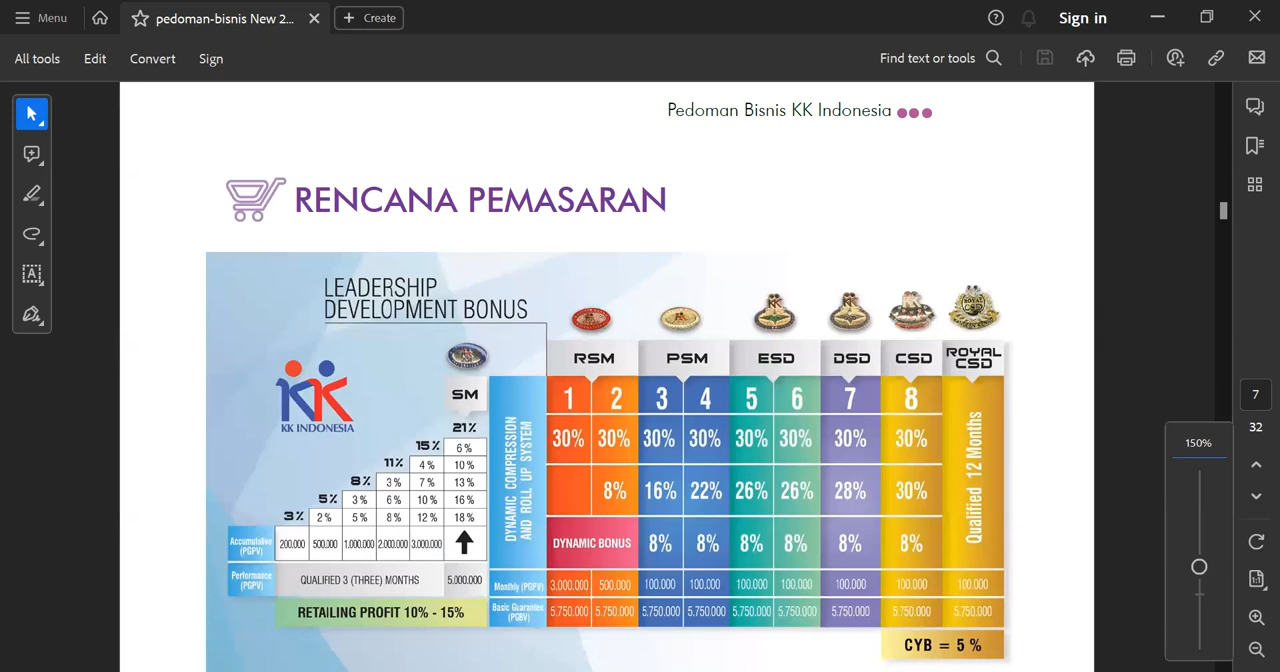 Menu
pedoman-bisnis New 2...
Create
Sign in
All tools
Edit
Convert
Sign
Find text or tools
Pedoman Bisnis KK Indonesia
RENCANA PEMASARAN
LEADERSHIP
DEVELOPMENT BONUS
KK INDONESIA
RSM PSM ESD DSD CSD ROYAL CSD
SM
1 2 3 4 5 6 7 8
21%
15% 6%
11% 4% 10%
8% 3% 7% 13%
5% 3% 6% 10% 16%
3% 2% 5% 8% 12% 18%
Accumulative (PGPV) 200.000 500,000 1.000.000 2.000.000 3.000.000
Performance (PGPV) QUALIFIED 3 (THREE) MONTHS 5.000.000
RETAILING PROFIT 10% - 15%
DYNAMIC COMPRESSION
AND ROLL UP SYSTEM
30% 30% 30% 30% 30% 30% 30% 30%
8% 16% 22% 26% 26% 28% 30%
DYNAMIC BONUS 8% 8% 8% 8% 8% 8%
Qualified 12 Months
Monthly (PGPV) 3.000.000 500.000 100.000 100.000 100.000 100.000 100.000 100.000 100.000
Basic Guarantee (PGBV) 5.750.000 5.750.000 5.750.000 5.750.000 5.750.000 5.750.000 5.750.000 5.750.000 5.750.000
CYB = 5 %
7
32
150%